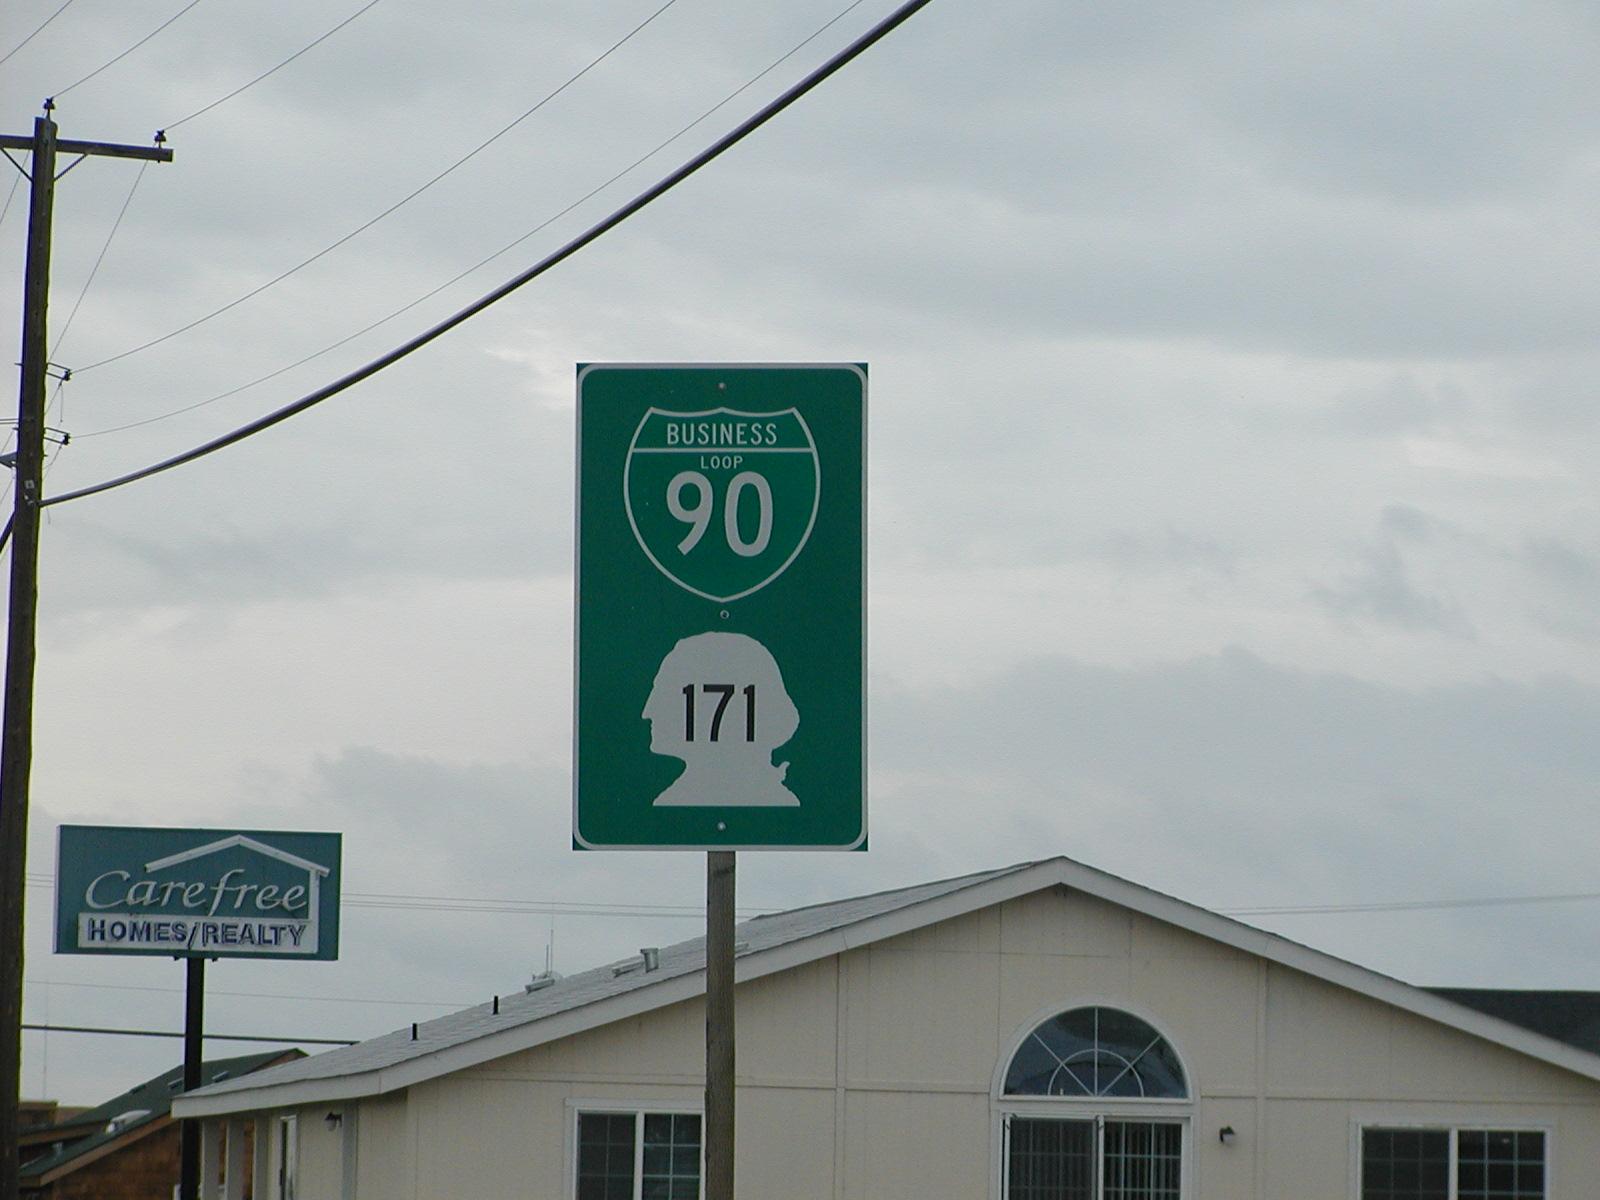 BUSINESS
LOOP
90
171
Carefree
HOMES/REALTY